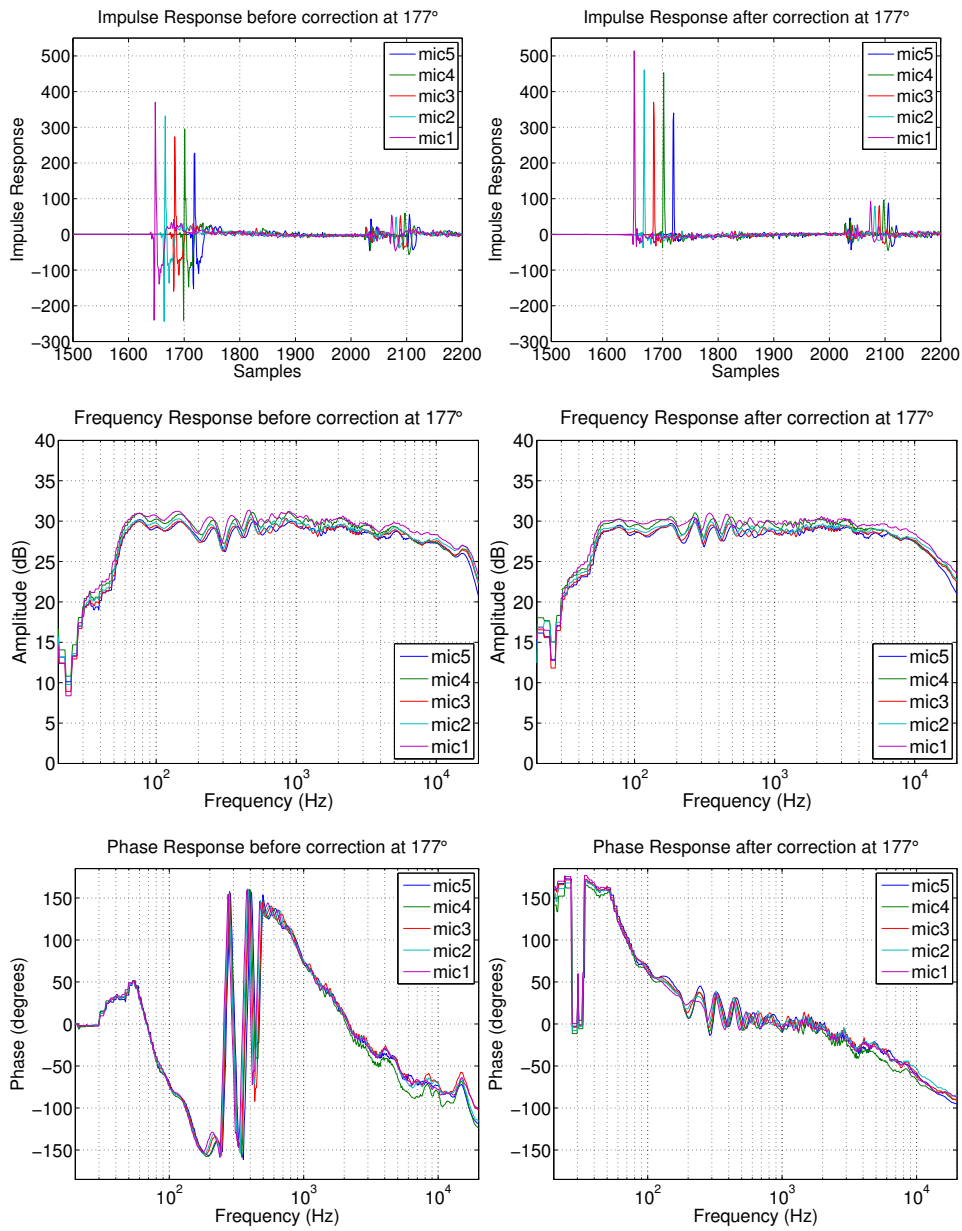 Impulse Response before correction at 177°
Impulse Response
500
400
300
200
100
0
−100
−200
−300
1500 1600 1700 1800 1900 2000 2100 2200
Samples
mic5
mic4
mic3
mic2
mic1
Impulse Response after correction at 177°
Impulse Response
500
400
300
200
100
0
−100
−200
−300
1500 1600 1700 1800 1900 2000 2100 2200
Samples
mic5
mic4
mic3
mic2
mic1
Frequency Response before correction at 177°
Amplitude (dB)
40
35
30
25
20
15
10
5
0
10² 10³ 10⁴
Frequency (Hz)
mic5
mic4
mic3
mic2
mic1
Frequency Response after correction at 177°
Amplitude (dB)
40
35
30
25
20
15
10
5
0
10² 10³ 10⁴
Frequency (Hz)
mic5
mic4
mic3
mic2
mic1
Phase Response before correction at 177°
Phase (degrees)
150
100
50
0
−50
−100
−150
10² 10³ 10⁴
Frequency (Hz)
mic5
mic4
mic3
mic2
mic1
Phase Response after correction at 177°
Phase (degrees)
150
100
50
0
−50
−100
−150
10² 10³ 10⁴
Frequency (Hz)
mic5
mic4
mic3
mic2
mic1